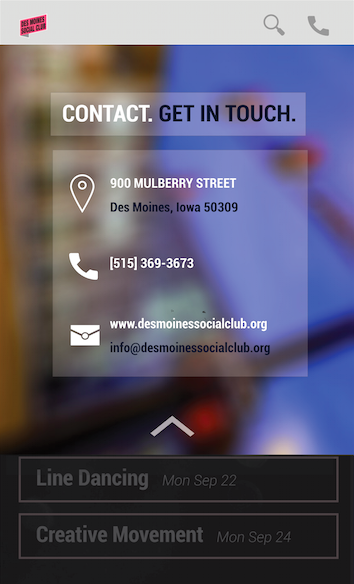 DES MOINES
SOCIAL CLUB
CONTACT. GET IN TOUCH.
900 MULBERRY STREET
Des Moines, Iowa 50309
[515] 369-3673
www.desmoinessocialclub.org
info@desmoinessocialclub.org
Line Dancing Mon Sep 22
Creative Movement Mon Sep 24